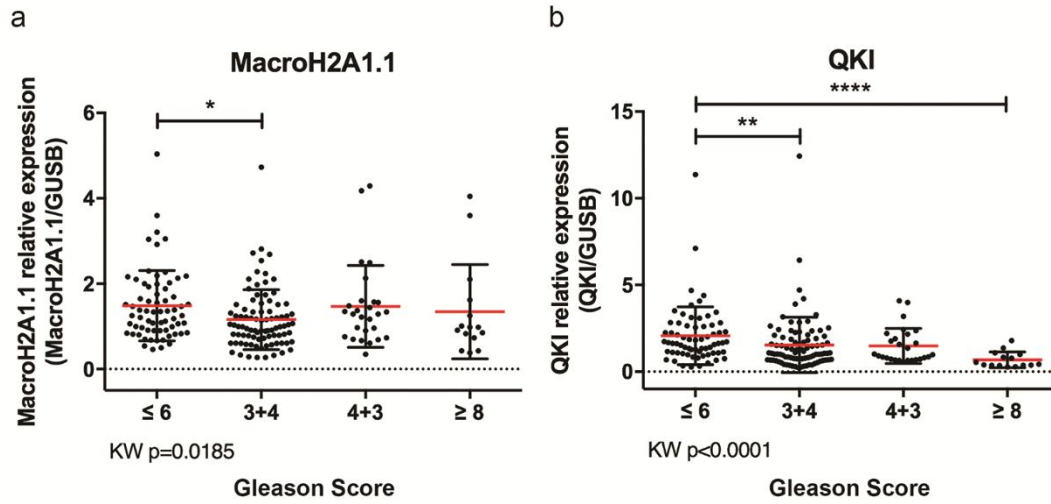 a
MacroH2A1.1
*
MacroH2A1.1 relative expression
(MacroH2A1.1/GUSB)
6
4
2
0
≤ 6
3+4
4+3
≥ 8
KW p=0.0185
Gleason Score
b
QKI
****
**
QKI relative expression
(QKI/GUSB)
15
10
5
0
≤ 6
3+4
4+3
≥ 8
KW p<0.0001
Gleason Score